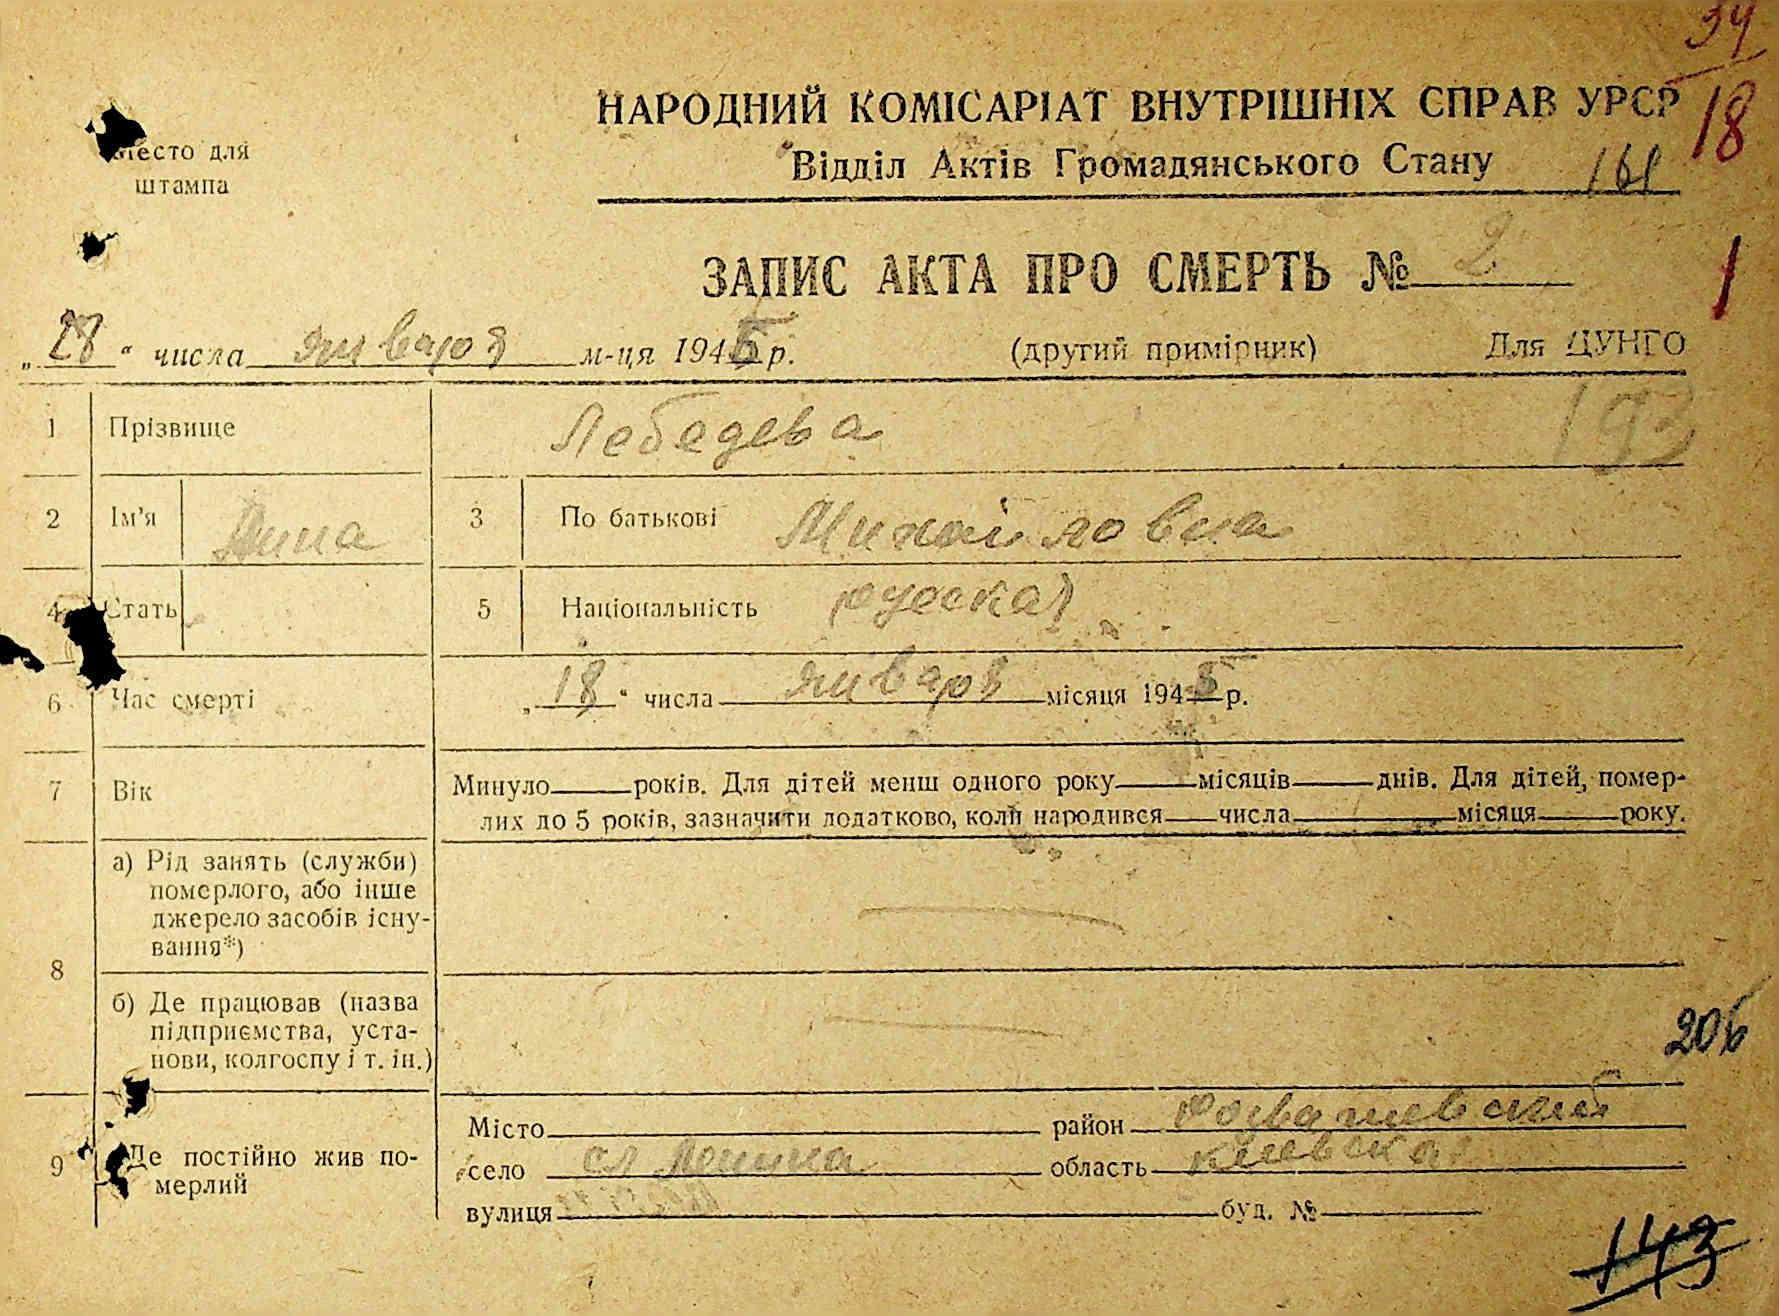 34
НАРОДНИЙ КОМІСАРІАТ ВНУТРІШНІХ СПРАВ УРСР
18
Место для
штампа
Відділ Актів Громадянського Стану
161
ЗАПИС АКТА ПРО СМЕРТЬ № 2
1
„28“ числа января м-ця 1945 р. (другий примірник) Для ЦУНГО
193
1 Прізвище Лебедева
2 Ім'я 3 По батькові Михайловна
4 Стать 5 Національність русская
6 Час смерті „18“ числа января місяця 1945 р.
7 Вік Минуло років. Для дітей менш одного року місяців днів. Для дітей, помер-
лих до 5 років, зазначити додатково, коли народився числа місяця року.
8 а) Рід занять (служби)
померлого, або інше
джерело засобів існу-
вання*)
б) Де працював (назва
підприємства, уста-
нови, колгоспу і т. ін.)
206
9 Де постійно жив по-
мерлий
Місто район
село сл Ленина область киевская
вулиця буд. №
143